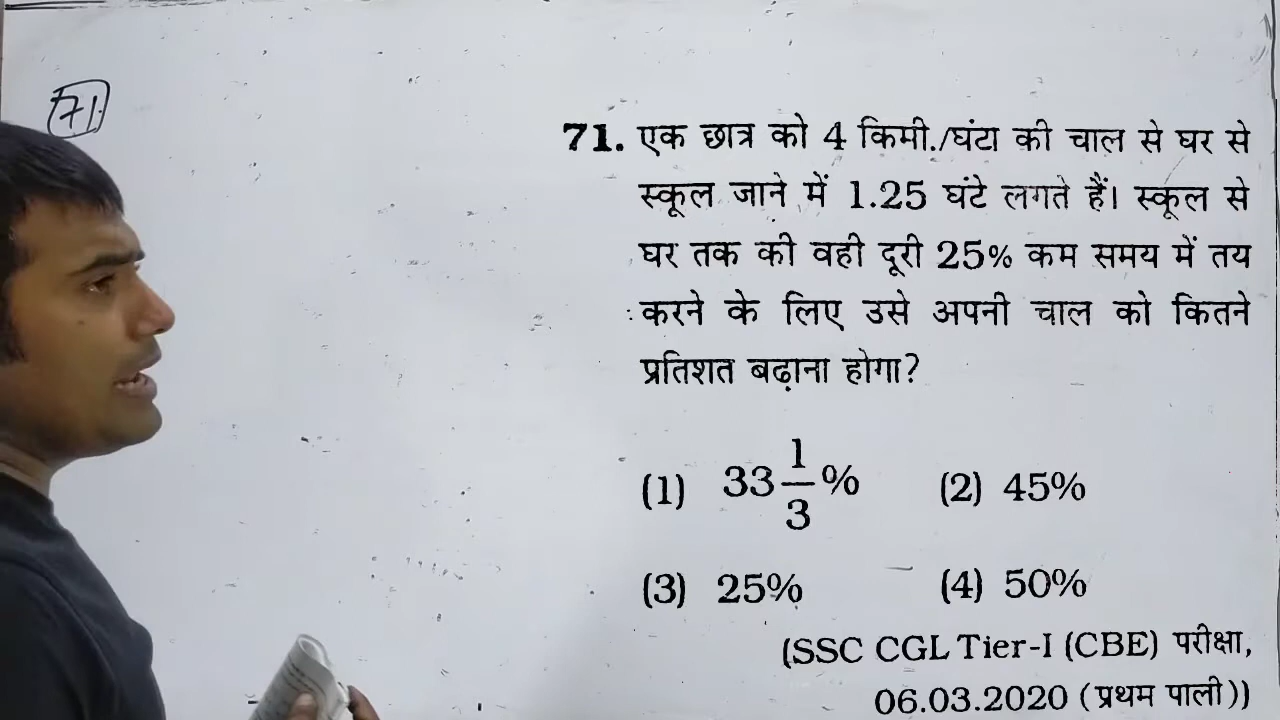 71.
71. एक छात्र को 4 किमी./घंटा की चाल से घर से
स्कूल जाने में 1.25 घंटे लगते हैं। स्कूल से
घर तक की वही दूरी 25% कम समय में तय
करने के लिए उसे अपनी चाल को कितने
प्रतिशत बढ़ाना होगा?
(1) 33 1/3 % (2) 45%
(3) 25% (4) 50%
(SSC CGL Tier-I (CBE) परीक्षा,
06.03.2020 (प्रथम पाली))